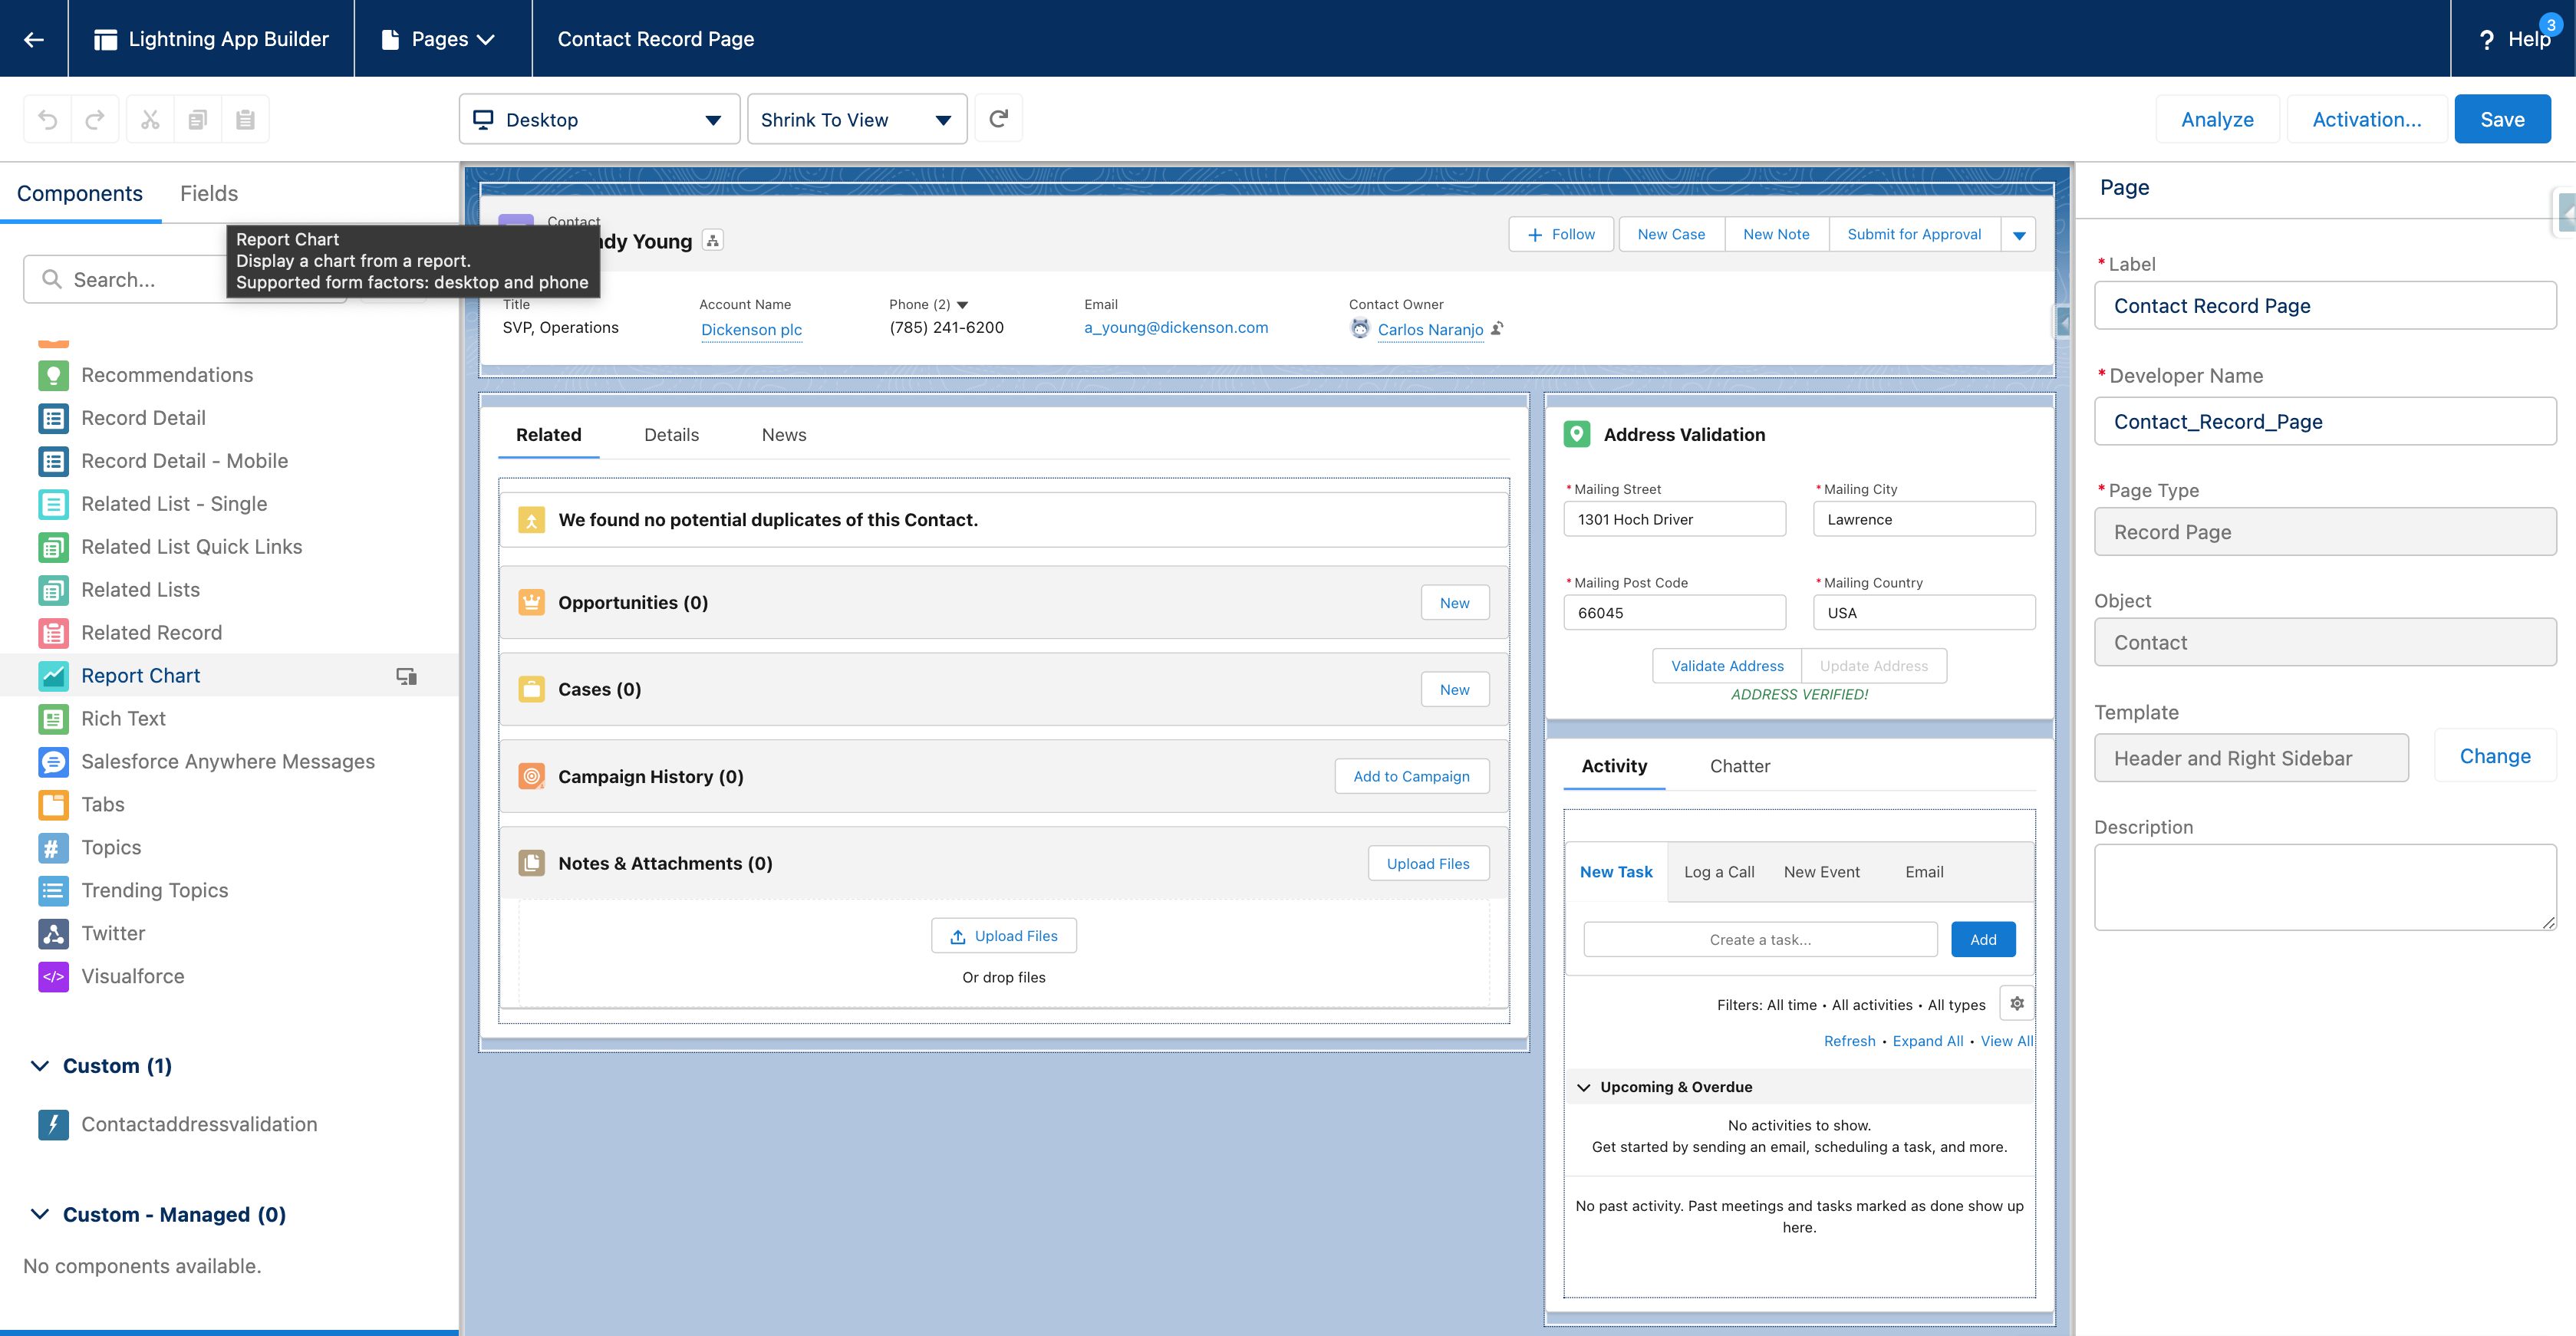 Lightning App Builder
Pages
Contact Record Page
? Help
3
Desktop
Shrink To View
Analyze
Activation...
Save
Components
Fields
Search...
Report Chart
Display a chart from a report.
Supported form factors: desktop and phone
Recommendations
Record Detail
Record Detail - Mobile
Related List - Single
Related List Quick Links
Related Lists
Related Record
Report Chart
Rich Text
Salesforce Anywhere Messages
Tabs
# Topics
Trending Topics
Twitter
</> Visualforce
Custom (1)
Contactaddressvalidation
Custom - Managed (0)
No components available.
Contact
dy Young
+ Follow
New Case
New Note
Submit for Approval
Title
SVP, Operations
Account Name
Dickenson plc
Phone (2)
(785) 241-6200
Email
a_young@dickenson.com
Contact Owner
Carlos Naranjo
Related
Details
News
We found no potential duplicates of this Contact.
Opportunities (0)
New
Cases (0)
New
Campaign History (0)
Add to Campaign
Notes & Attachments (0)
Upload Files
Upload Files
Or drop files
Address Validation
* Mailing Street
1301 Hoch Driver
* Mailing City
Lawrence
* Mailing Post Code
66045
* Mailing Country
USA
Validate Address
Update Address
ADDRESS VERIFIED!
Activity
Chatter
New Task
Log a Call
New Event
Email
Create a task...
Add
Filters: All time • All activities • All types
Refresh • Expand All • View All
Upcoming & Overdue
No activities to show.
Get started by sending an email, scheduling a task, and more.
No past activity. Past meetings and tasks marked as done show up
here.
Page
* Label
Contact Record Page
* Developer Name
Contact_Record_Page
* Page Type
Record Page
Object
Contact
Template
Header and Right Sidebar
Change
Description